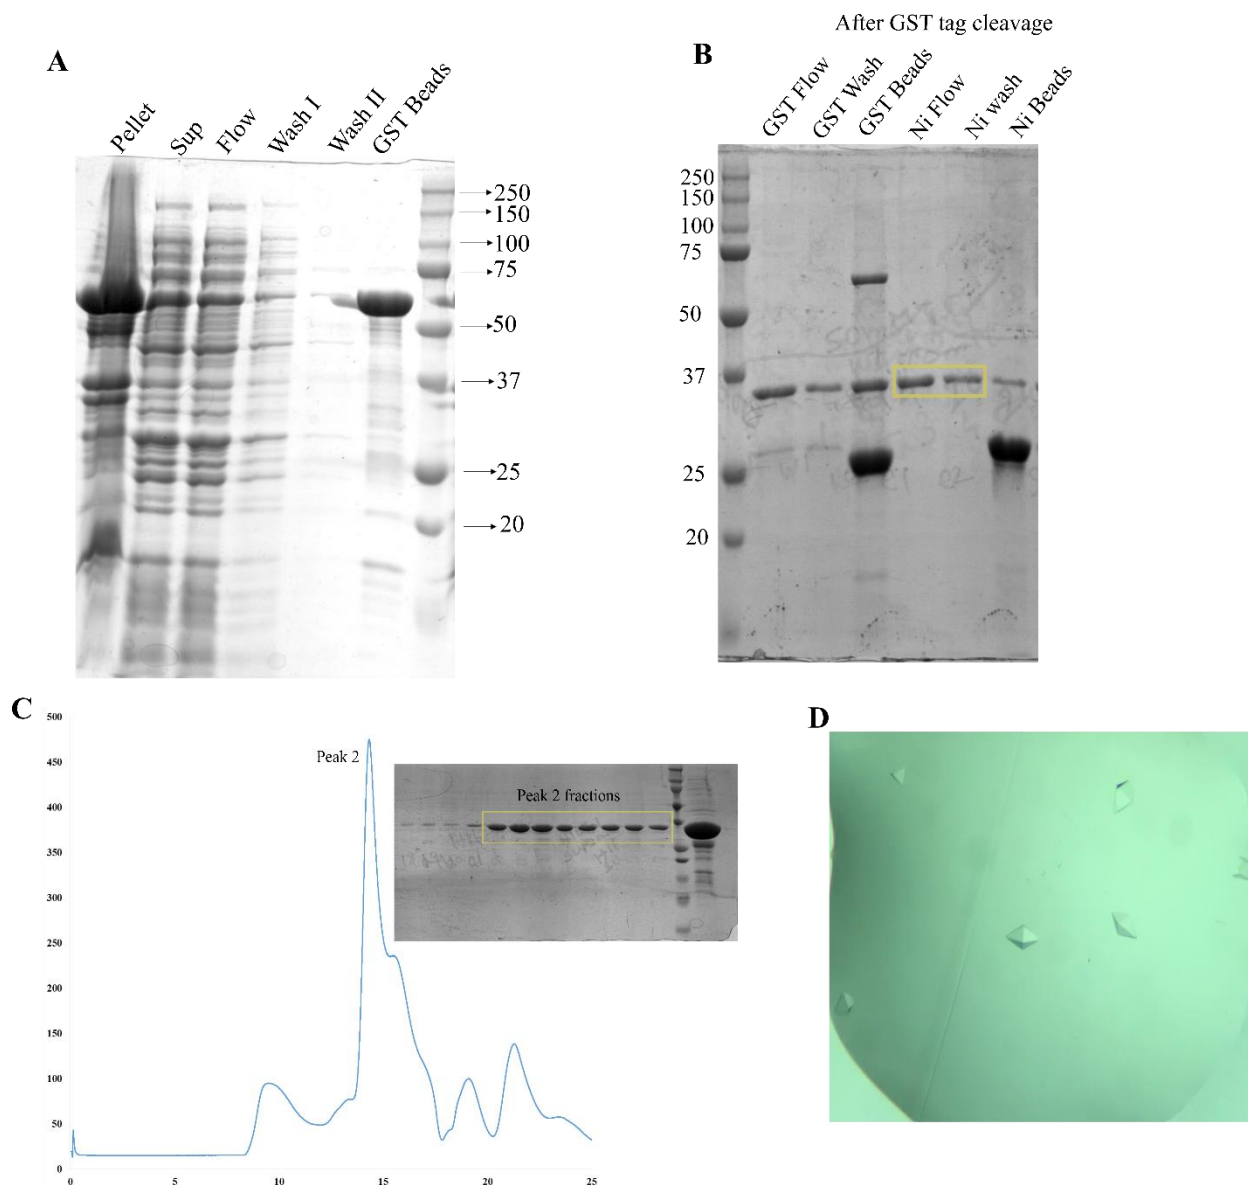 After GST tag cleavage
A
Pellet
Sup
Flow
Wash I
Wash II
GST Beads
250
150
100
75
50
37
25
20
B
GST Flow
GST Wash
GST Beads
Ni Flow
Ni wash
Ni Beads
250
150
100
75
50
37
25
20
C
500
450
400
350
300
250
200
150
100
50
0
0
5
10
15
20
25
Peak 2
Peak 2 fractions
D